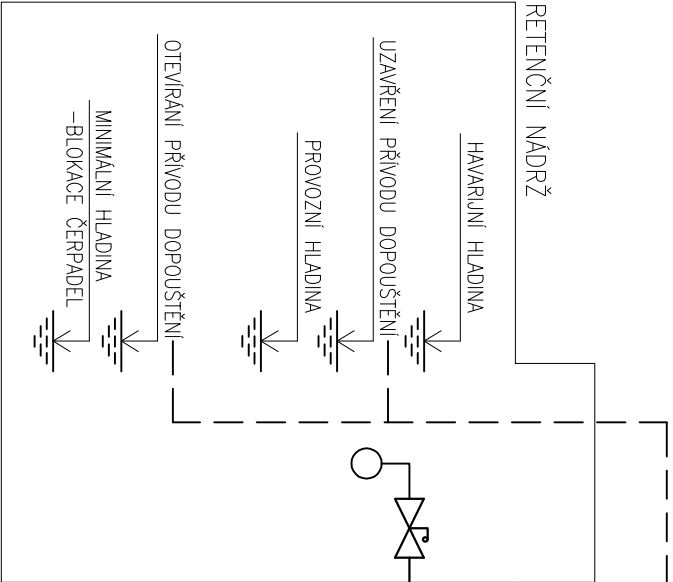 RETENČNÍ NÁDRŽ
HAVARIJNÍ HLADINA
UZAVŘENÍ PŘÍVODU DOPOUŠTĚNÍ
PROVOZNÍ HLADINA
OTEVÍRÁNÍ PŘÍVODU DOPOUŠTĚNÍ
MINIMÁLNÍ HLADINA
-BLOKACE ČERPADEL